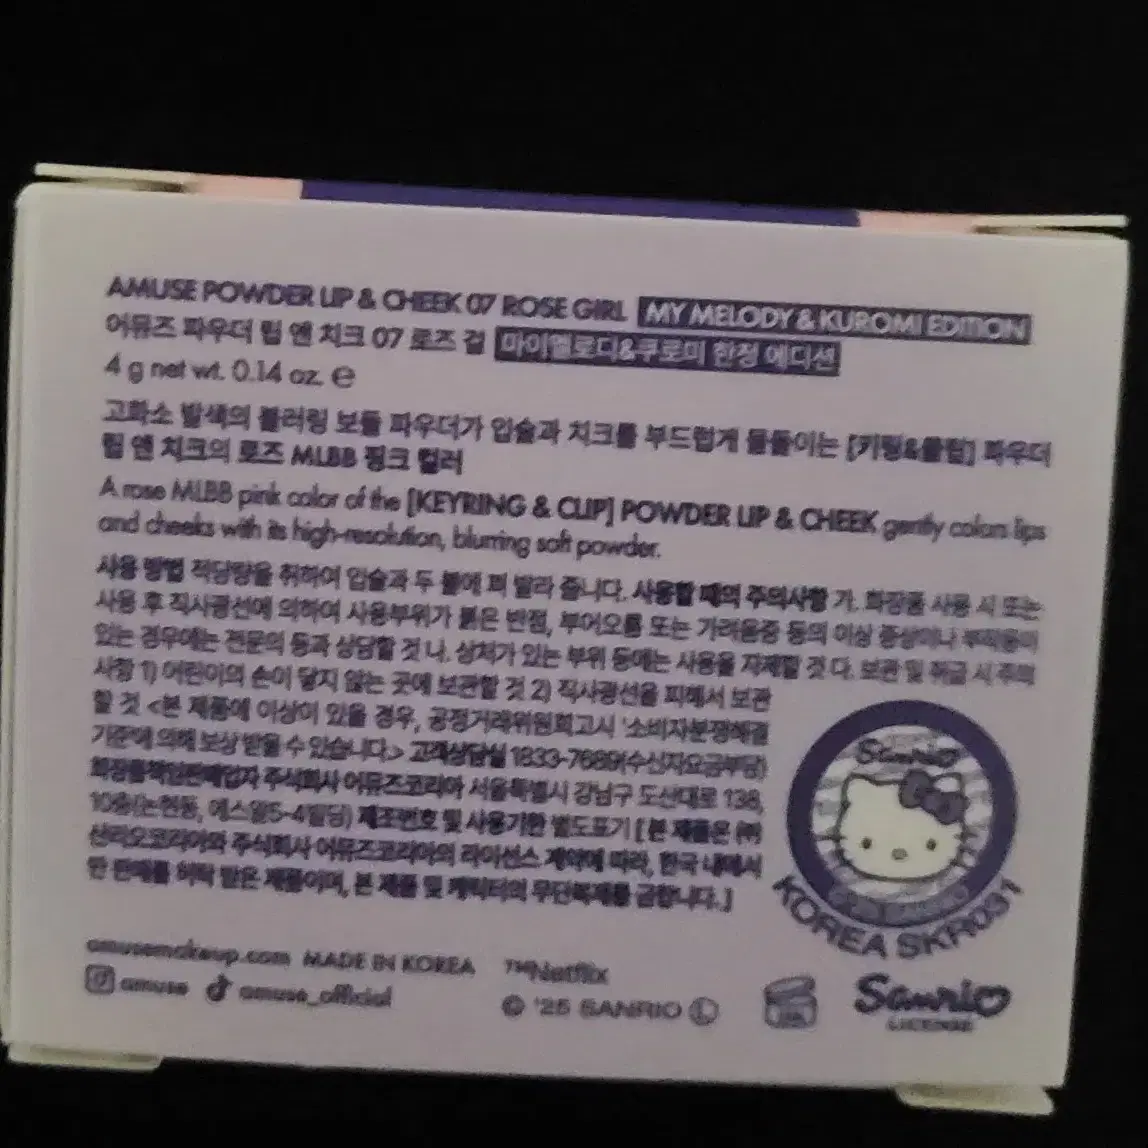 AMUSE POWDER LIP & CHEEK 07 ROSE GIRL MY MELODY & KUROMI EDITION
어뮤즈 파우더 립 앤 치크 07 로즈 걸 마이멜로디&쿠로미 한정 에디션
4 g net wt. 0.14 oz. e
고화소 발색의 블러링 보들 파우더가 입술과 치크를 부드럽게 물들이는 [키링&클립] 파우더
립 앤 치크의 로즈 MLBB 핑크 컬러
A rose MLBB pink color of the [KEYRING & CLIP] POWDER LIP & CHEEK gently colors lips
and cheeks with its high-resolution, blurring soft powder.
사용 방법 적당량을 취하여 입술과 두 볼에 펴 발라 줍니다. 사용할 때의 주의사항 가. 화장품 사용 시 또는
사용 후 직사광선에 의하여 사용부위가 붉은 반점, 부어오름 또는 가려움증 등의 이상 증상이나 부작용이
있는 경우에는 전문의 등과 상담할 것 나. 상처가 있는 부위 등에는 사용을 자제할 것 다. 보관 및 취급 시 주의
사항 1) 어린이의 손이 닿지 않는 곳에 보관할 것 2) 직사광선을 피해서 보관
할 것 <본 제품에 이상이 있을 경우, 공정거래위원회고시 '소비자분쟁해결
기준'에 의해 보상 받을 수 있습니다.> 고객상담실 1833-7689(수신자요금부담)
화장품책임판매업자 주식회사 어뮤즈코리아 서울특별시 강남구 도산대로 138,
10층(논현동, 에스알5-4빌딩) 제조번호 및 사용기한 별도표기 [본 제품은 ㈜
산리오코리아와 주식회사 어뮤즈코리아의 라이센스 계약에 따라, 한국 내에서
만 판매를 허락 받은 제품이며, 본 제품 및 캐릭터의 무단복제를 금합니다.]
Sanrio
KOREA SKR031
amusemakeup.com MADE IN KOREA ™Netflix
amuse amuse_official © '25 SANRIO Ⓛ
Sanrio
LICENSE